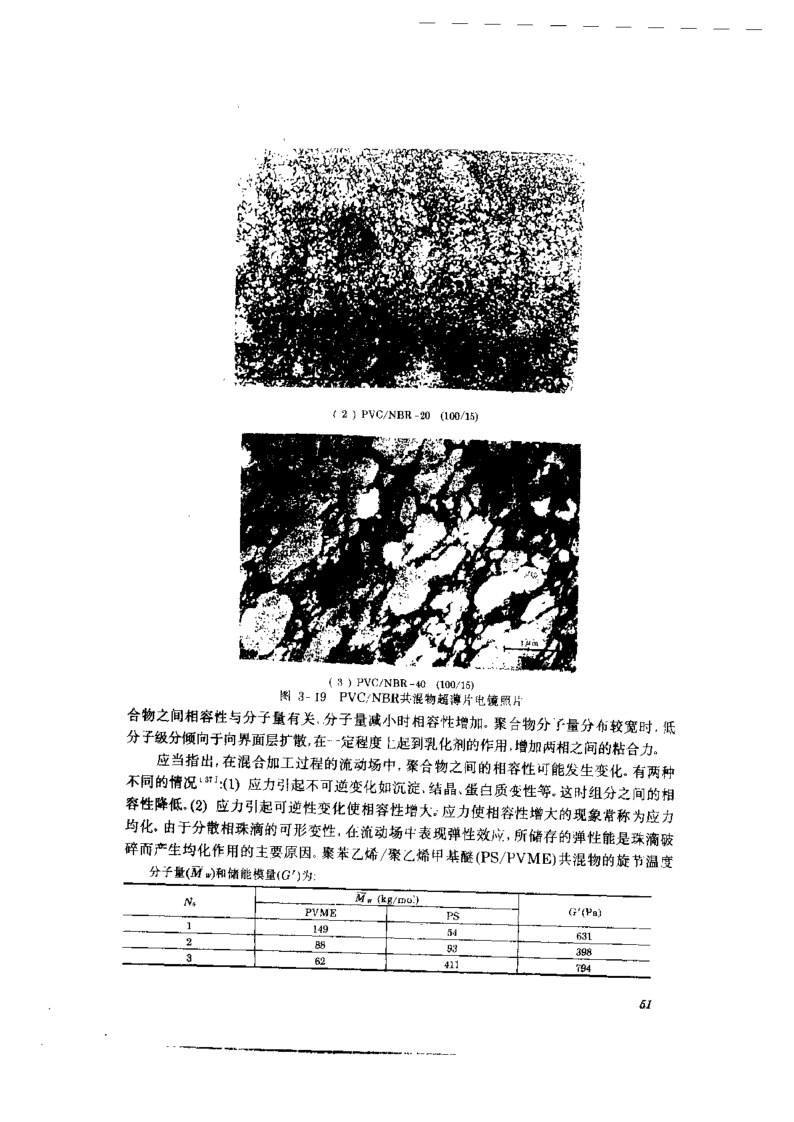 (2) PVC/NBR-20 (100/15)
1μm
(3) PVC/NBR-40 (100/15)
图 3-19 PVC/NBR共混物超薄片电镜照片
合物之间相容性与分子量有关,分子量减小时相容性增加。聚合物分子量分布较宽时,低
分子级分倾向于向界面层扩散,在一定程度上起到乳化剂的作用,增加两相之间的粘合力。
应当指出,在混合加工过程的流动场中,聚合物之间的相容性可能发生变化。有两种
不同的情况[37]:(1) 应力引起不可逆变化如沉淀、结晶、蛋白质变性等。这时组分之间的相
容性降低。(2) 应力引起可逆性变化使相容性增大。应力使相容性增大的现象常称为应力
均化。由于分散相珠滴的可形变性,在流动场中表现弹性效应,所储存的弹性能是珠滴破
碎而产生均化作用的主要原因。聚苯乙烯/聚乙烯甲基醚(PS/PVME)共混物的旋节温度
分子量(M̅w)和储能模量(G′)为:
No M̅w (kg/mol) G′(Pa)
PVME PS
1 149 54 631
2 88 93 398
3 62 411 794
51